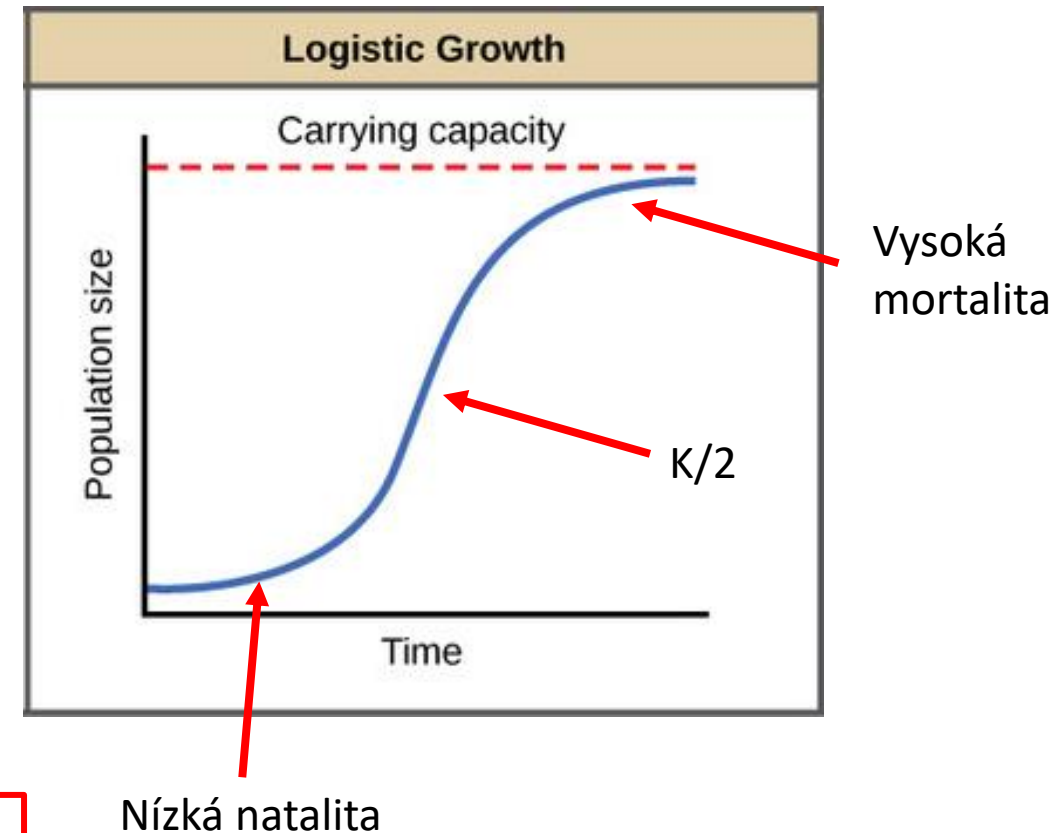 Logistic Growth
Carrying capacity
Population size
Vysoká
mortalita
K/2
Time
Nízká natalita